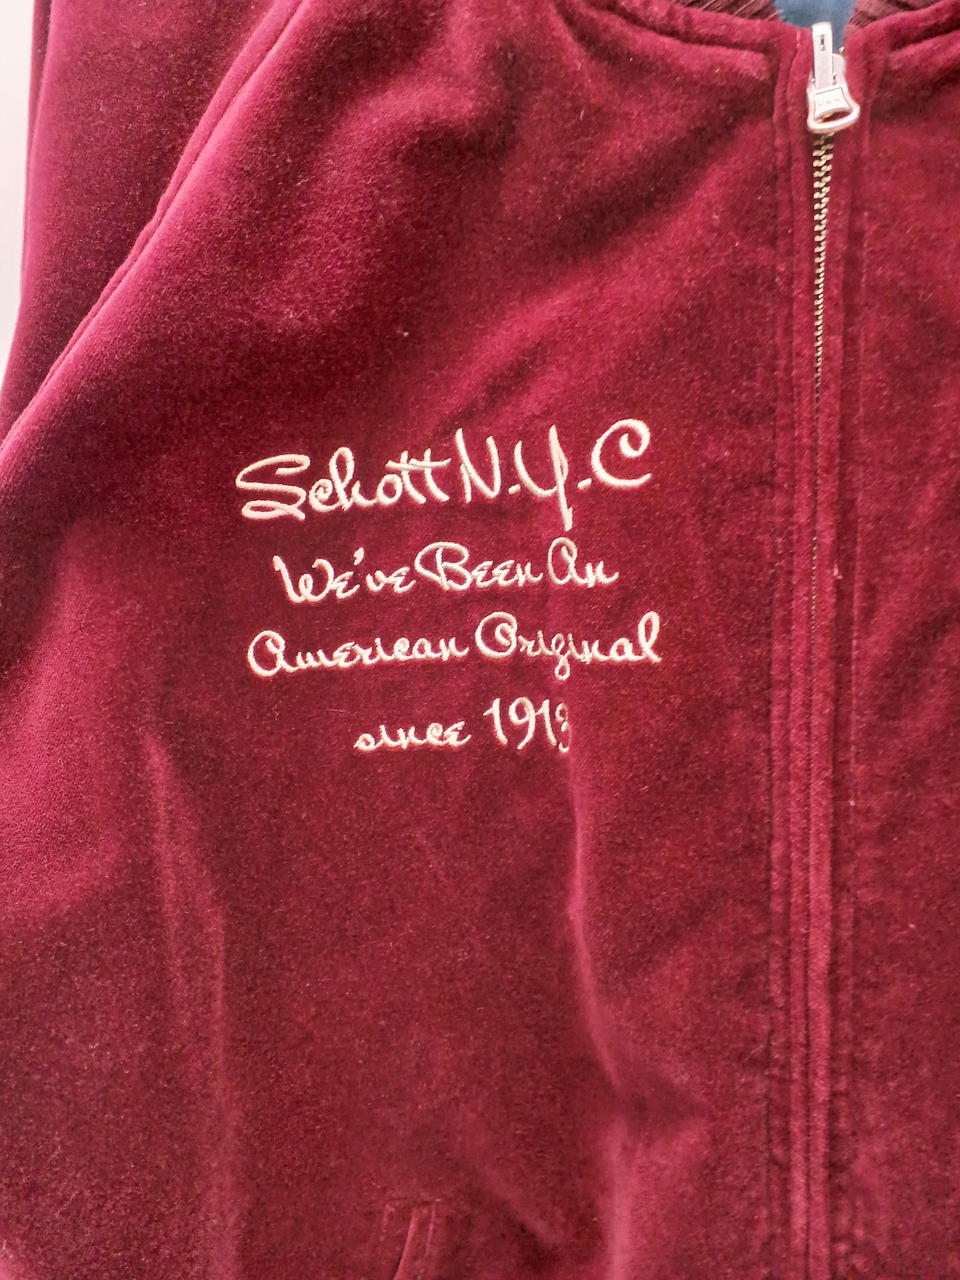 Schott N.Y.C
We've Been An
American Original
since 1913